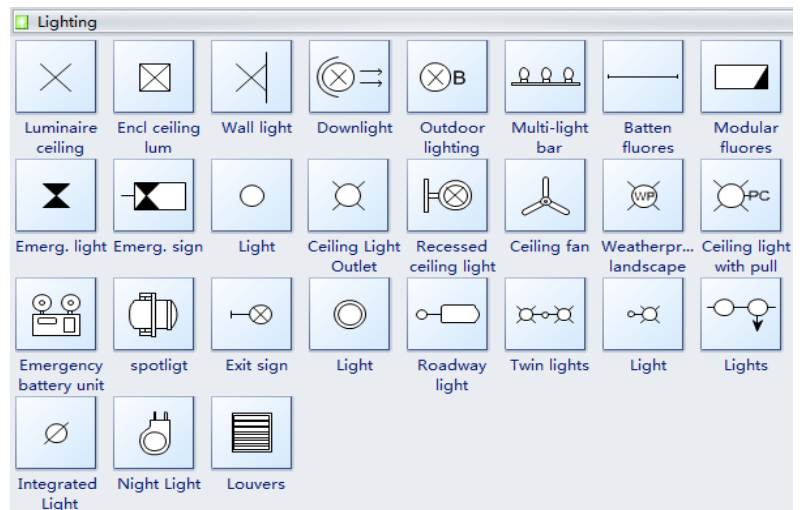 Lighting
B
Luminaire ceiling
Encl ceiling lum
Wall light
Downlight
Outdoor lighting
Multi-light bar
Batten fluores
Modular fluores
WP
PC
Emerg. light
Emerg. sign
Light
Ceiling Light Outlet
Recessed ceiling light
Ceiling fan
Weatherpr... landscape
Ceiling light with pull
Emergency battery unit
spotligt
Exit sign
Light
Roadway light
Twin lights
Light
Lights
Integrated Light
Night Light
Louvers